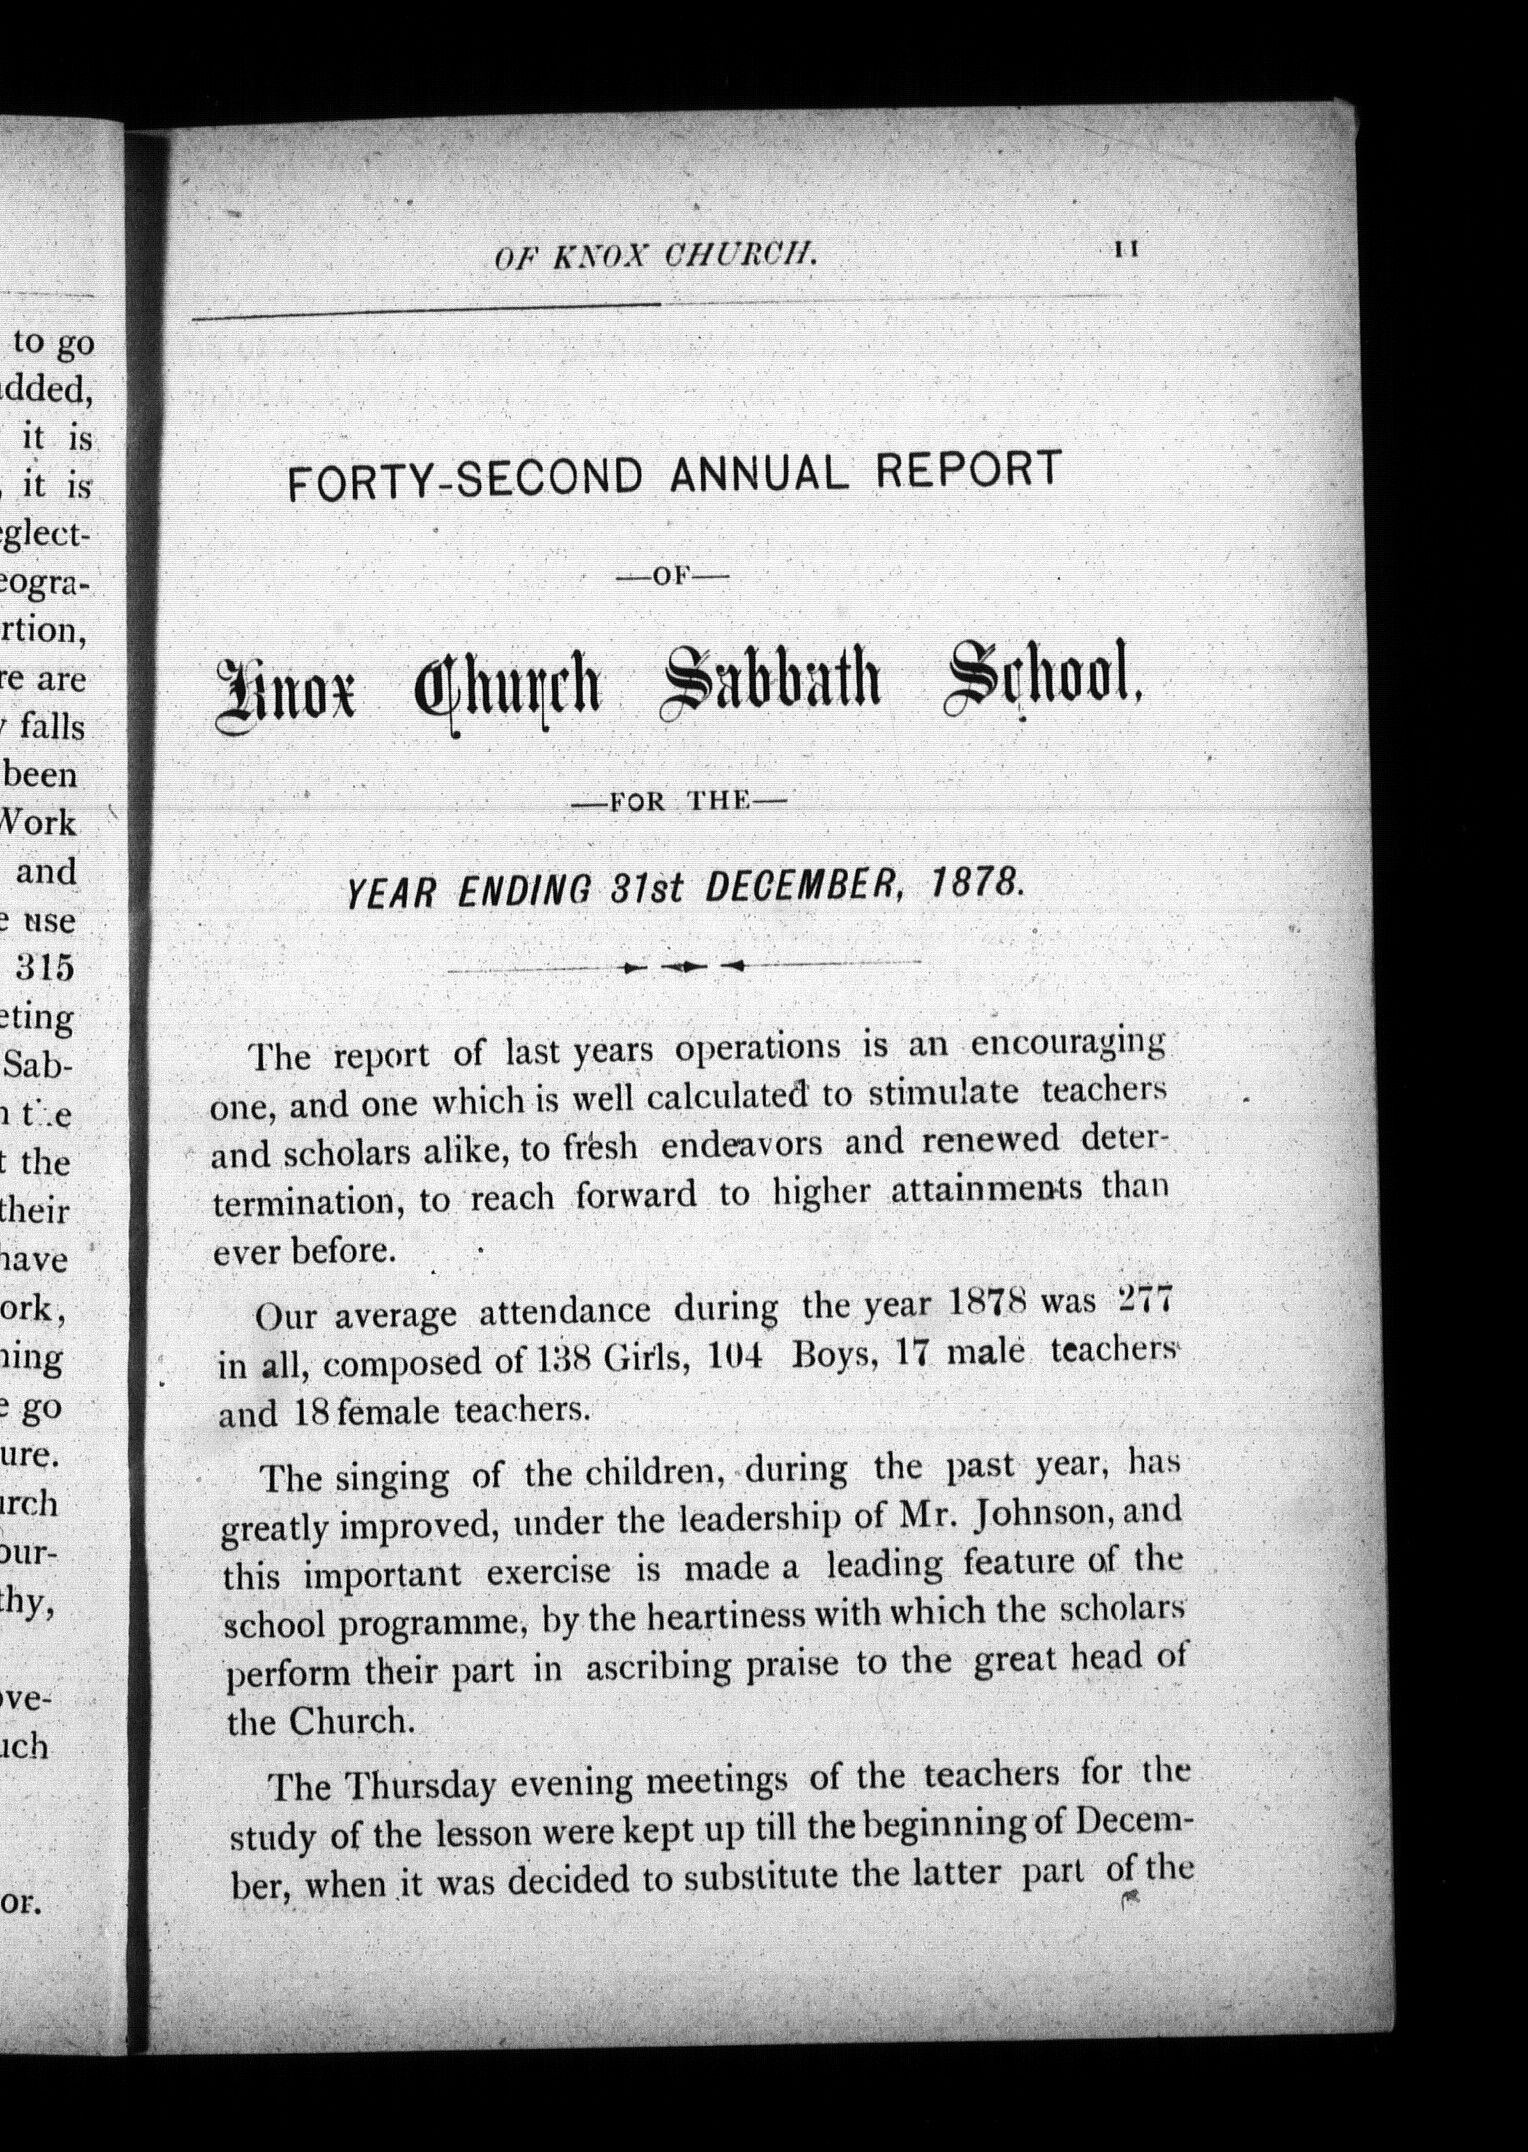 to go
dded,
it is
, it is
eglect-
eogra-
rtion,
re are
falls
been
Work
and
e use
315
eting
Sab-
the
their
have
ork,
ning
e go
ure.
urch
our-
thy,
ove-
uch
or.
OF KNOX CHURCH. 11
FORTY-SECOND ANNUAL REPORT
—OF—
Knox Church Sabbath School,
—FOR THE—
YEAR ENDING 31st DECEMBER, 1878.
The report of last years operations is an encouraging
one, and one which is well calculated to stimulate teachers
and scholars alike, to fresh endeavors and renewed deter-
termination, to reach forward to higher attainments than
ever before.
Our average attendance during the year 1878 was 277
in all, composed of 138 Girls, 104 Boys, 17 male teachers
and 18 female teachers.
The singing of the children, during the past year, has
greatly improved, under the leadership of Mr. Johnson, and
this important exercise is made a leading feature of the
school programme, by the heartiness with which the scholars
perform their part in ascribing praise to the great head of
the Church.
The Thursday evening meetings of the teachers for the
study of the lesson were kept up till the beginning of Decem-
ber, when it was decided to substitute the latter part of the